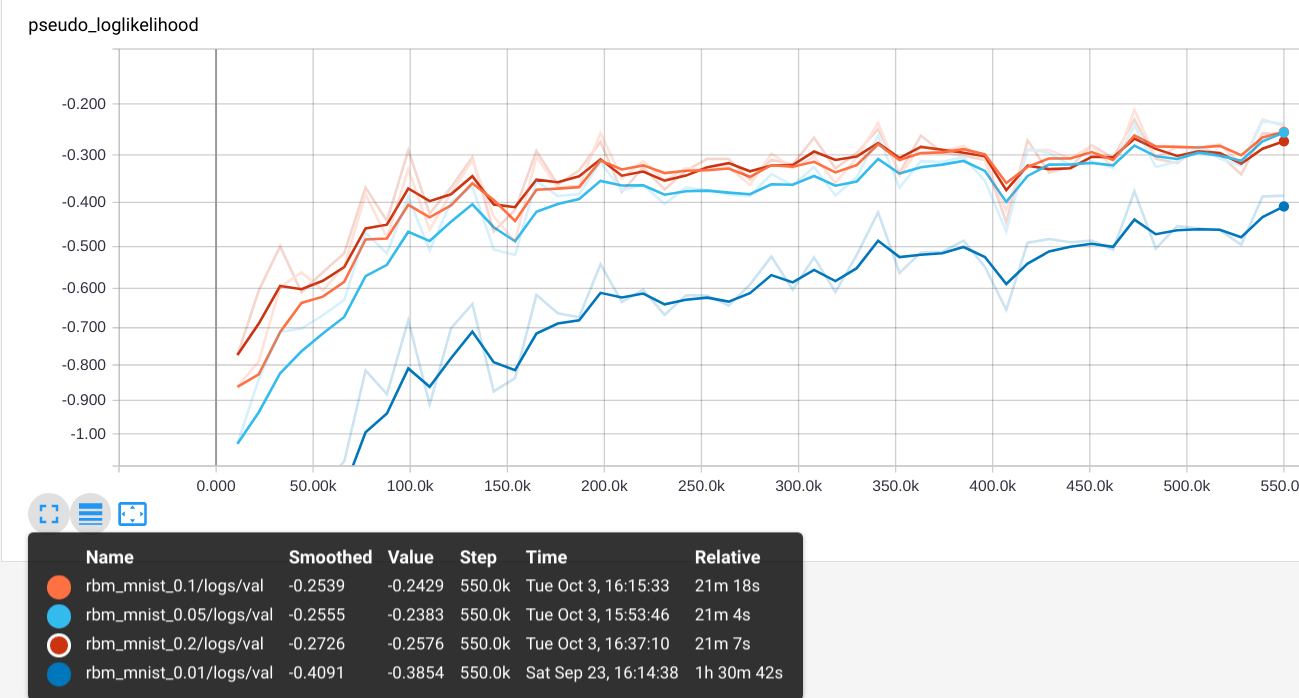 pseudo_loglikelihood
-0.200
-0.300
-0.400
-0.500
-0.600
-0.700
-0.800
-0.900
-1.00
0.000 50.00k 100.0k 150.0k 200.0k 250.0k 300.0k 350.0k 400.0k 450.0k 500.0k 550.0
Name Smoothed Value Step Time Relative
rbm_mnist_0.1/logs/val -0.2539 -0.2429 550.0k Tue Oct 3, 16:15:33 21m 18s
rbm_mnist_0.05/logs/val -0.2555 -0.2383 550.0k Tue Oct 3, 15:53:46 21m 4s
rbm_mnist_0.2/logs/val -0.2726 -0.2576 550.0k Tue Oct 3, 16:37:10 21m 7s
rbm_mnist_0.01/logs/val -0.4091 -0.3854 550.0k Sat Sep 23, 16:14:38 1h 30m 42s